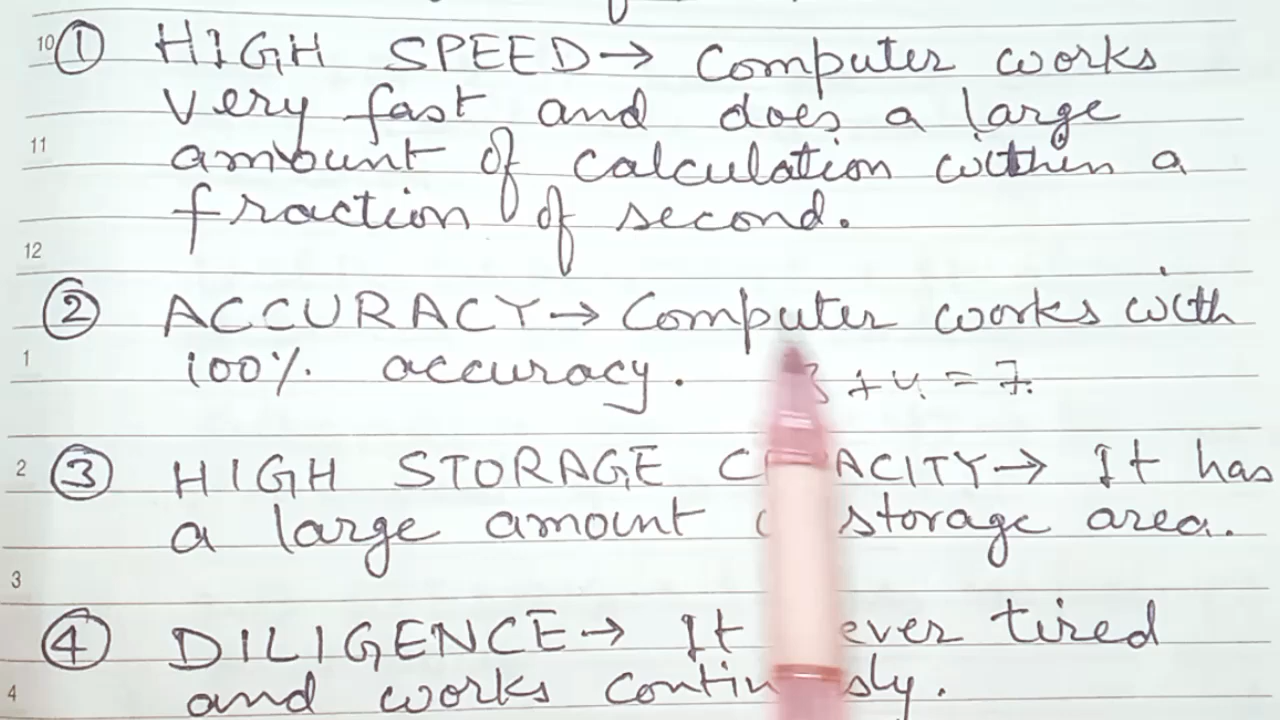 10 ① HIGH SPEED→ Computer works
very fast and does a large
11 amount of calculation within a
fraction of second.
12
② ACCURACY→ Computer works with
1 100% accuracy. 3+4=7.
2 ③ HIGH STORAGE ACITY→ It has
a large amount storage area.
3
④ DILIGENCE→ It ever tired
4 and works